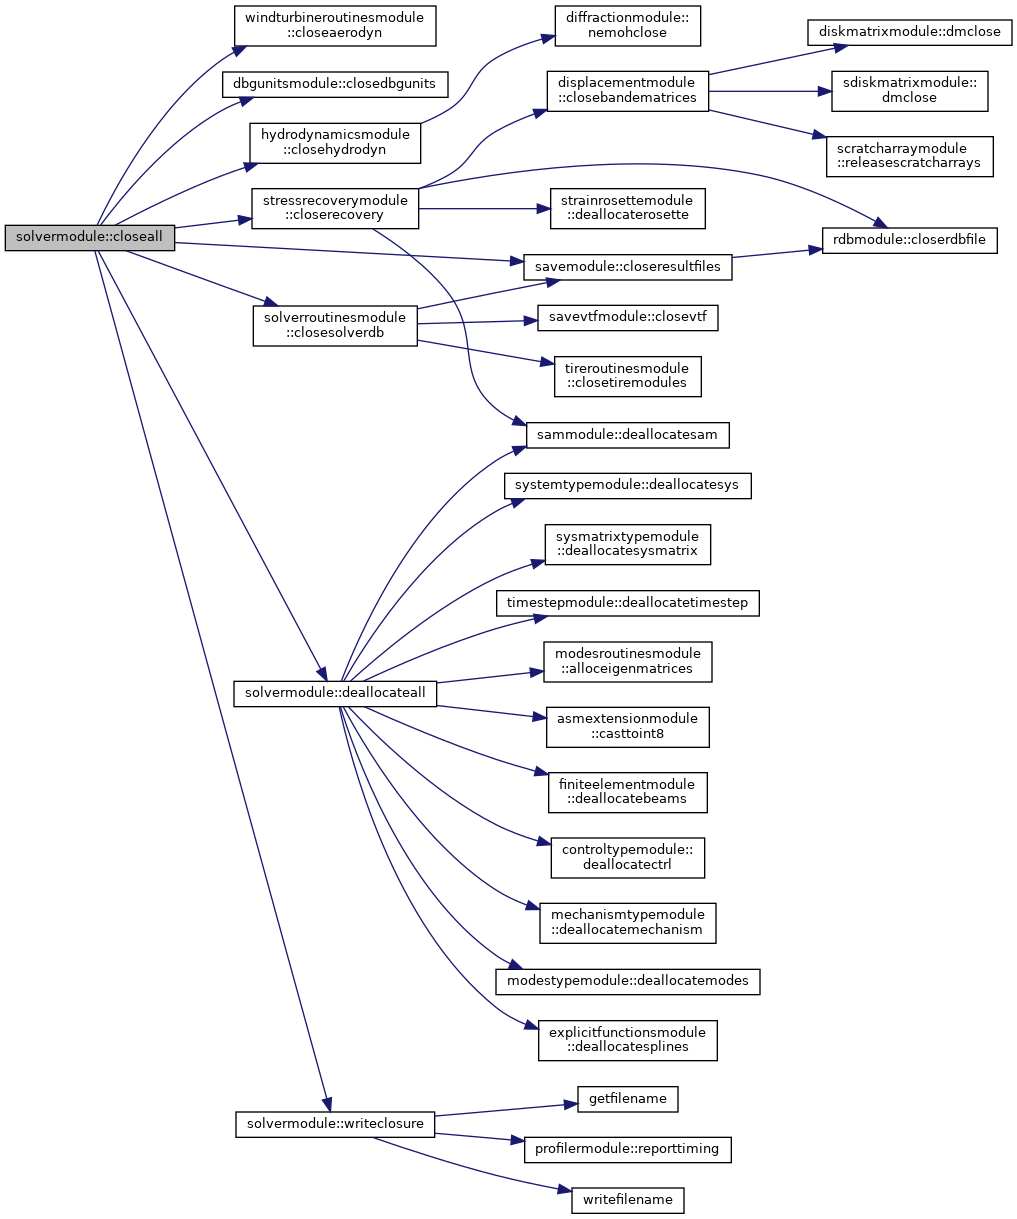 solvermodule::closeall
windturbineroutinesmodule
::closeaerodyn
dbgunitsmodule::closedbgunits
hydrodynamicsmodule
::closehydrodyn
stressrecoverymodule
::closerecovery
solverroutinesmodule
::closesolverdb
solvermodule::deallocateall
solvermodule::writeclosure
diffractionmodule::
nemohclose
displacementmodule
::closebandematrices
strainrosettemodule
::deallocaterosette
savemodule::closeresultfiles
savevtfmodule::closevtf
tireroutinesmodule
::closetiremodules
sammodule::deallocatesam
systemtypemodule::deallocatesys
sysmatrixtypemodule
::deallocatesysmatrix
timestepmodule::deallocatetimestep
modesroutinesmodule
::alloceigenmatrices
asmextensionmodule
::casttoint8
finiteelementmodule
::deallocatebeams
controltypemodule::
deallocatectrl
mechanismtypemodule
::deallocatemechanism
modestypemodule::deallocatemodes
explicitfunctionsmodule
::deallocatesplines
getfilename
profilermodule::reporttiming
writefilename
diskmatrixmodule::dmclose
sdiskmatrixmodule::
dmclose
scratcharraymodule
::releasescratcharrays
rdbmodule::closerdbfile